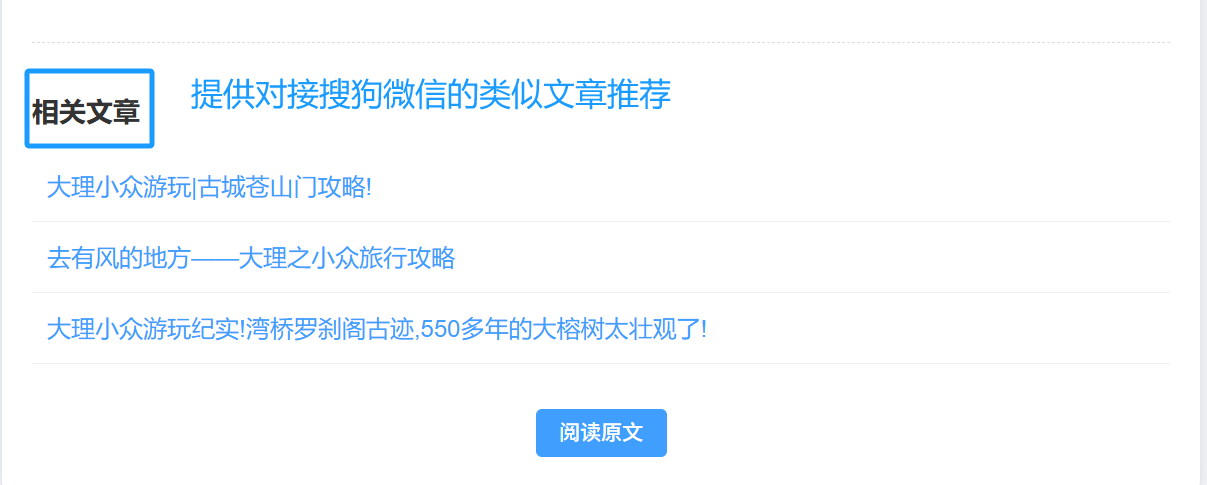 相关文章
提供对接搜狗微信的类似文章推荐
大理小众游玩|古城苍山门攻略!
去有风的地方——大理之小众旅行攻略
大理小众游玩纪实!湾桥罗刹阁古迹,550多年的大榕树太壮观了!
阅读原文